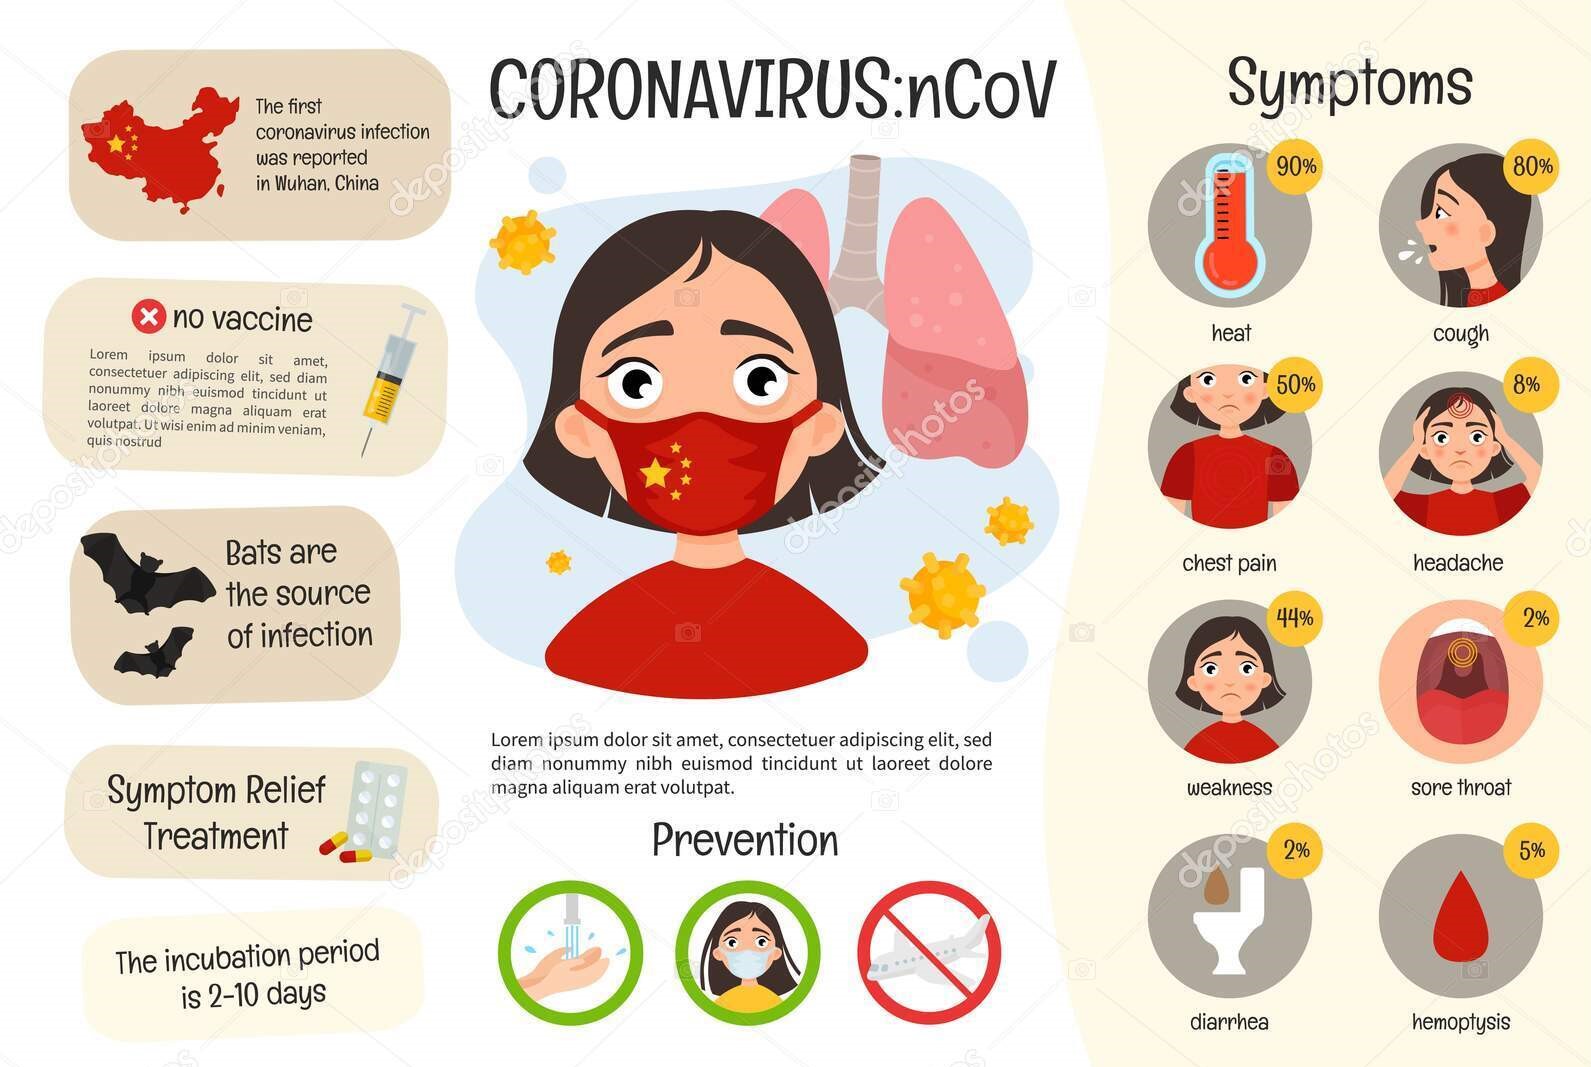 The first
coronavirus infection
was reported
in Wuhan, China
no vaccine
Lorem ipsum dolor sit amet,
consectetuer adipiscing elit, sed diam
nonummy nibh euismod tincidunt ut
laoreet dolore magna aliquam erat
volutpat. Ut wisi enim ad minim veniam,
quis nostrud
Bats are
the source
of infection
Symptom Relief
Treatment
The incubation period
is 2-10 days
CORONAVIRUS:nCoV
Lorem ipsum dolor sit amet, consectetuer adipiscing elit, sed
diam nonummy nibh euismod tincidunt ut laoreet dolore
magna aliquam erat volutpat.
Prevention
Symptoms
90%
80%
heat
cough
50%
8%
chest pain
headache
44%
2%
weakness
sore throat
2%
5%
diarrhea
hemoptysis
depositphotos